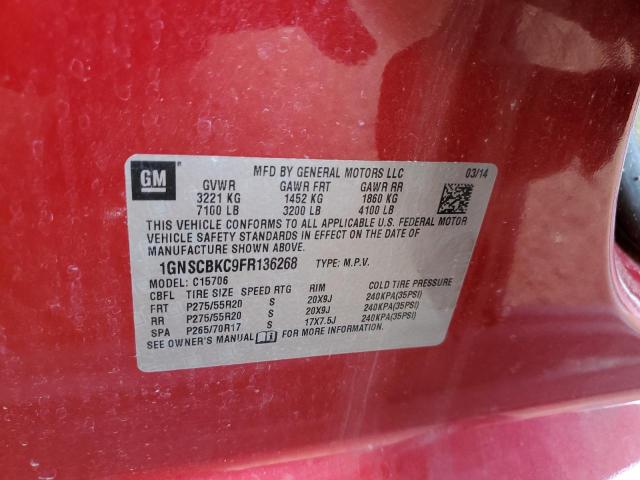 GM
MFD BY GENERAL MOTORS LLC 03/14
GVWR GAWR FRT GAWR RR
3221 KG 1452 KG 1860 KG
7100 LB 3200 LB 4100 LB
THIS VEHICLE CONFORMS TO ALL APPLICABLE U.S. FEDERAL MOTOR
VEHICLE SAFETY STANDARDS IN EFFECT ON THE DATE OF
MANUFACTURE SHOWN ABOVE.
1GNSCBKC9FR136268 TYPE: M.P.V.
MODEL: C15706
CBFL TIRE SIZE SPEED RTG RIM COLD TIRE PRESSURE
FRT P275/55R20 S 20X9J 240KPA(35PSI)
RR P275/55R20 S 20X9J 240KPA(35PSI)
SPA P265/70R17 S 17X7.5J 240KPA(35PSI)
SEE OWNER'S MANUAL FOR MORE INFORMATION.